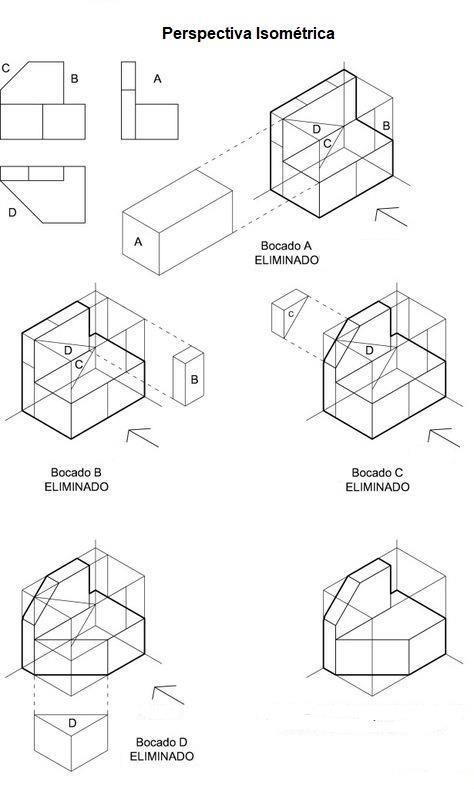 Perspectiva Isométrica
C
B
A
D
D
C
B
A
Bocado A
ELIMINADO
D
C
B
C
D
Bocado B
ELIMINADO
Bocado C
ELIMINADO
D
Bocado D
ELIMINADO